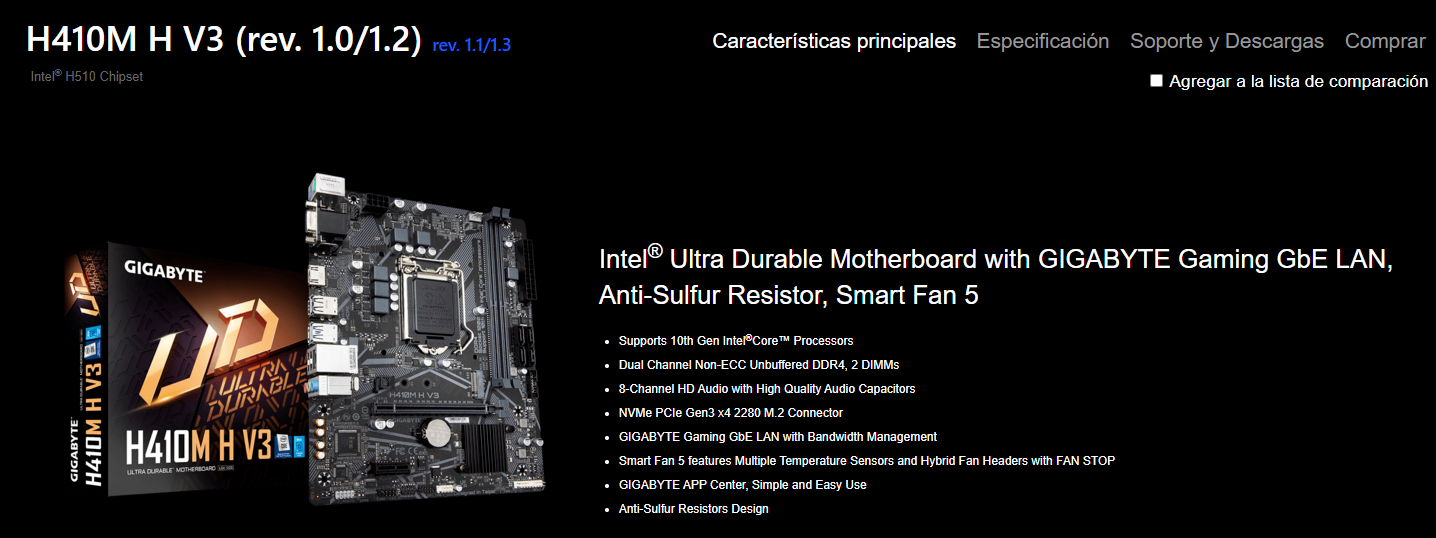 H410M H V3 (rev. 1.0/1.2) rev. 1.1/1.3
Intel® H510 Chipset
Características principales Especificación Soporte y Descargas Comprar
Agregar a la lista de comparación
GIGABYTE
UD
ULTRA
DURABLE
H410M H V3
ULTRA DURABLE™ MOTHERBOARD
GIGABYTE
H410M H V3
H410M H V3
Intel® Ultra Durable Motherboard with GIGABYTE Gaming GbE LAN,
Anti-Sulfur Resistor, Smart Fan 5
• Supports 10th Gen Intel®Core™ Processors
• Dual Channel Non-ECC Unbuffered DDR4, 2 DIMMs
• 8-Channel HD Audio with High Quality Audio Capacitors
• NVMe PCIe Gen3 x4 2280 M.2 Connector
• GIGABYTE Gaming GbE LAN with Bandwidth Management
• Smart Fan 5 features Multiple Temperature Sensors and Hybrid Fan Headers with FAN STOP
• GIGABYTE APP Center, Simple and Easy Use
• Anti-Sulfur Resistors Design